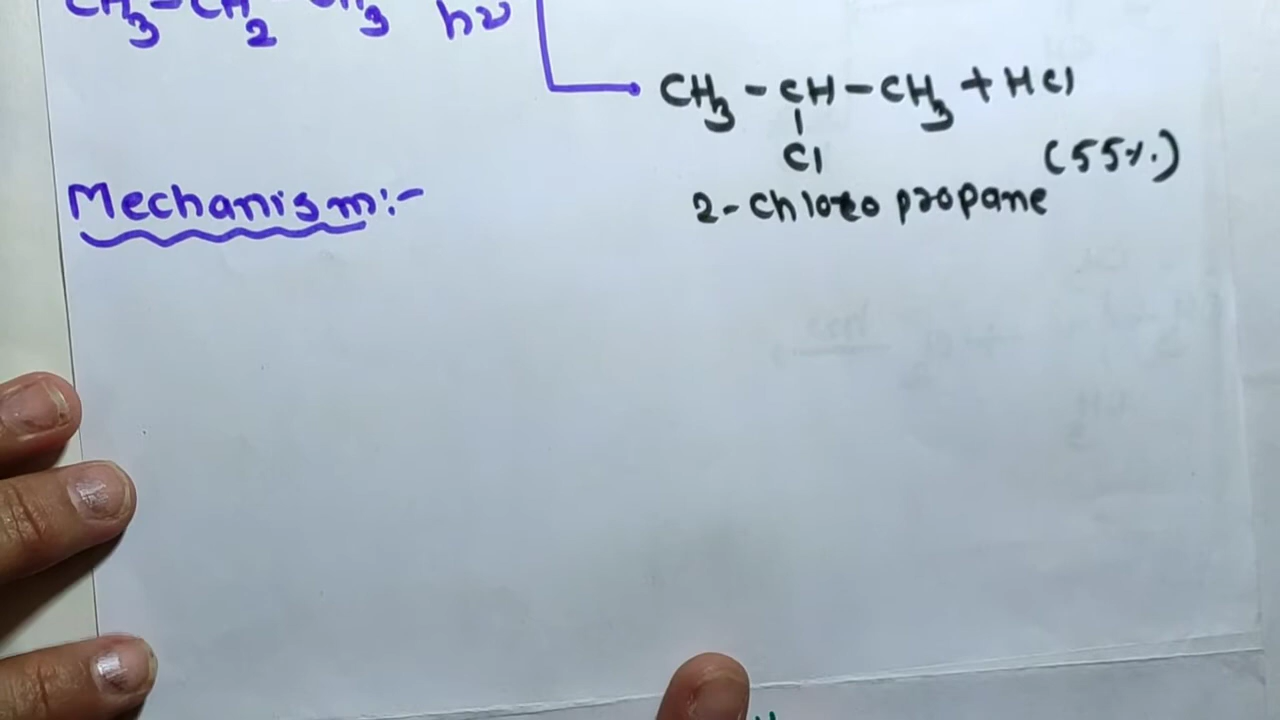 CH3-CH2-CH3 hν
CH3-CH-CH3+HCl
Cl
(55%.)
Mechanism:-
2-Chloro propane